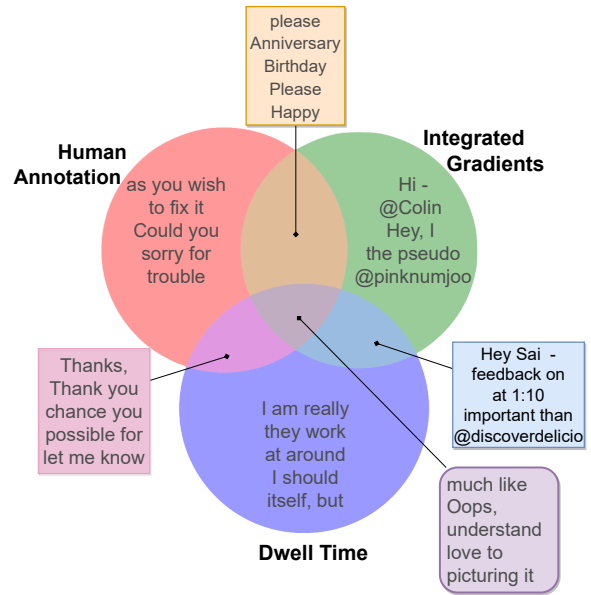 please
Anniversary
Birthday
Please
Happy
Human
Annotation
Integrated
Gradients
as you wish
to fix it
Could you
sorry for
trouble
Hi -
@Colin
Hey, I
the pseudo
@pinknumjoo
Thanks,
Thank you
chance you
possible for
let me know
Hey Sai -
feedback on
at 1:10
important than
@discoverdelicio
I am really
they work
at around
I should
itself, but
much like
Oops,
understand
love to
picturing it
Dwell Time